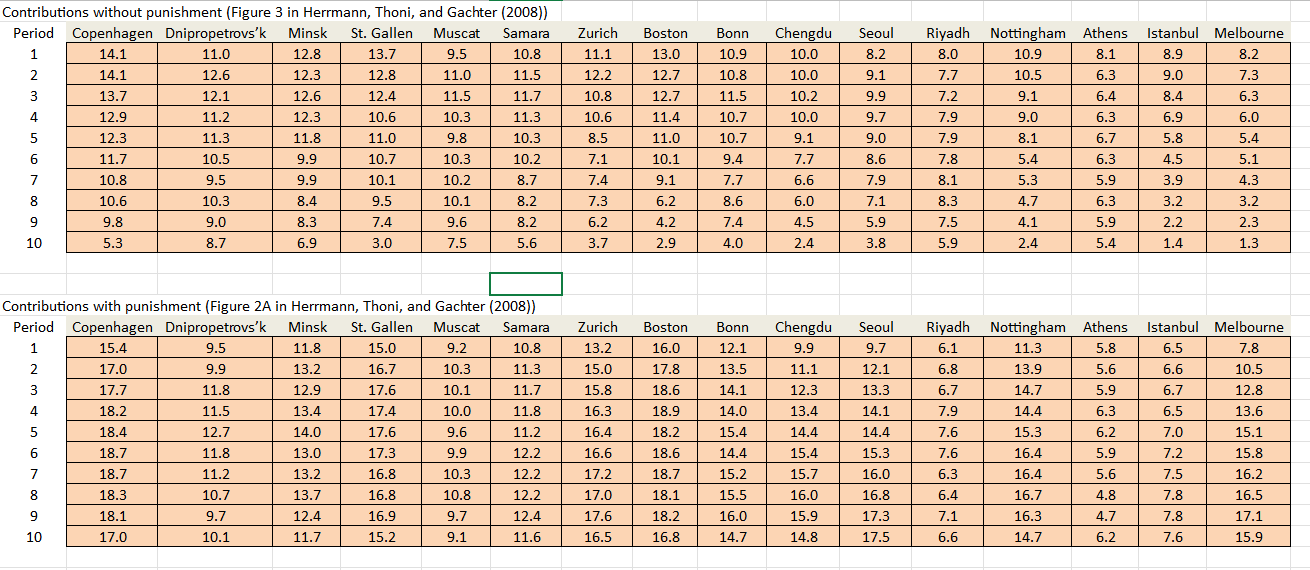 Contributions without punishment (Figure 3 in Herrmann, Thoni, and Gachter (2008))
Period Copenhagen Dnipropetrovs’k Minsk St. Gallen Muscat Samara Zurich Boston Bonn Chengdu Seoul Riyadh Nottingham Athens Istanbul Melbourne
1 14.1 11.0 12.8 13.7 9.5 10.8 11.1 13.0 10.9 10.0 8.2 8.0 10.9 8.1 8.9 8.2
2 14.1 12.6 12.3 12.8 11.0 11.5 12.2 12.7 10.8 10.0 9.1 7.7 10.5 6.3 9.0 7.3
3 13.7 12.1 12.6 12.4 11.5 11.7 10.8 12.7 11.5 10.2 9.9 7.2 9.1 6.4 8.4 6.3
4 12.9 11.2 12.3 10.6 10.3 11.3 10.6 11.4 10.7 10.0 9.7 7.9 9.0 6.3 6.9 6.0
5 12.3 11.3 11.8 11.0 9.8 10.3 8.5 11.0 10.7 9.1 9.0 7.9 8.1 6.7 5.8 5.4
6 11.7 10.5 9.9 10.7 10.3 10.2 7.1 10.1 9.4 7.7 8.6 7.8 5.4 6.3 4.5 5.1
7 10.8 9.5 9.9 10.1 10.2 8.7 7.4 9.1 7.7 6.6 7.9 8.1 5.3 5.9 3.9 4.3
8 10.6 10.3 8.4 9.5 10.1 8.2 7.3 6.2 8.6 6.0 7.1 8.3 4.7 6.3 3.2 3.2
9 9.8 9.0 8.3 7.4 9.6 8.2 6.2 4.2 7.4 4.5 5.9 7.5 4.1 5.9 2.2 2.3
10 5.3 8.7 6.9 3.0 7.5 5.6 3.7 2.9 4.0 2.4 3.8 5.9 2.4 5.4 1.4 1.3
Contributions with punishment (Figure 2A in Herrmann, Thoni, and Gachter (2008))
Period Copenhagen Dnipropetrovs’k Minsk St. Gallen Muscat Samara Zurich Boston Bonn Chengdu Seoul Riyadh Nottingham Athens Istanbul Melbourne
1 15.4 9.5 11.8 15.0 9.2 10.8 13.2 16.0 12.1 9.9 9.7 6.1 11.3 5.8 6.5 7.8
2 17.0 9.9 13.2 16.7 10.3 11.3 15.0 17.8 13.5 11.1 12.1 6.8 13.9 5.6 6.6 10.5
3 17.7 11.8 12.9 17.6 10.1 11.7 15.8 18.6 14.1 12.3 13.3 6.7 14.7 5.9 6.7 12.8
4 18.2 11.5 13.4 17.4 10.0 11.8 16.3 18.9 14.0 13.4 14.1 7.9 14.4 6.3 6.5 13.6
5 18.4 12.7 14.0 17.6 9.6 11.2 16.4 18.2 15.4 14.4 14.4 7.6 15.3 6.2 7.0 15.1
6 18.7 11.8 13.0 17.3 9.9 12.2 16.6 18.6 14.4 15.4 15.3 7.6 16.4 5.9 7.2 15.8
7 18.7 11.2 13.2 16.8 10.3 12.2 17.2 18.7 15.2 15.7 16.0 6.3 16.4 5.6 7.5 16.2
8 18.3 10.7 13.7 16.8 10.8 12.2 17.0 18.1 15.5 16.0 16.8 6.4 16.7 4.8 7.8 16.5
9 18.1 9.7 12.4 16.9 9.7 12.4 17.6 18.2 16.0 15.9 17.3 7.1 16.3 4.7 7.8 17.1
10 17.0 10.1 11.7 15.2 9.1 11.6 16.5 16.8 14.7 14.8 17.5 6.6 14.7 6.2 7.6 15.9